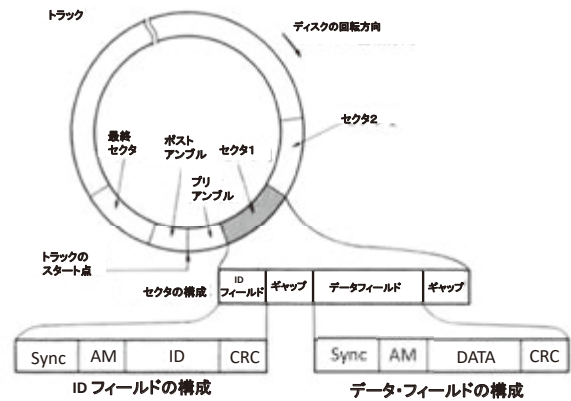 トラック
ディスクの回転方向
セクタ2
最終
セクタ
ポスト
アンブル
セクタ1
プリ
アンブル
トラックの
スタート点
セクタの構成
ID
フィールド
ギャップ
データフィールド
ギャップ
Sync
AM
ID
CRC
Sync
AM
DATA
CRC
ID フィールドの構成
データ・フィールドの構成